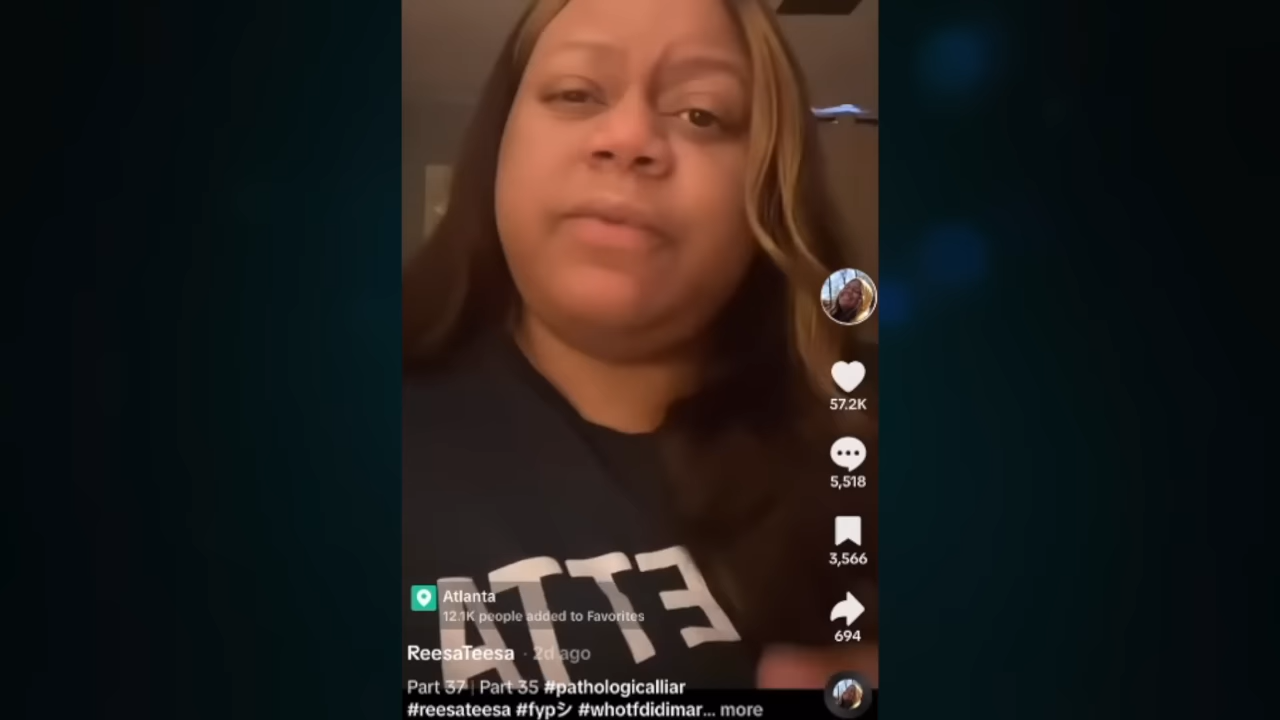 57.2K
5,518
3,566
694
ATTE
Atlanta
12.1K people added to Favorites
ReesaTeesa · 2d ago
Part 37 | Part 35 #pathologicalliar
#reesateesa #fypシ #whotfdidimar... more